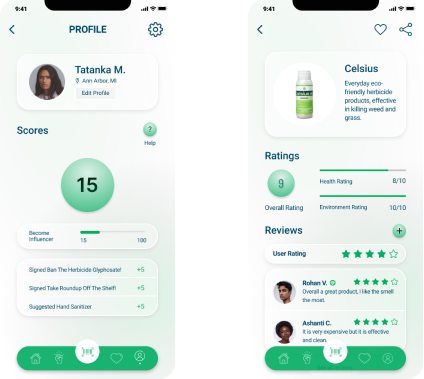 9:41
PROFILE
Tatanka M.
Ann Arbor, MI
Edit Profile
Scores
?
Help
15
Become
Influencer
15
100
Signed Ban The Herbicide Glyphosate!
+5
Signed Take Roundup Off The Shelf!
+5
Suggested Hand Sanitizer
+5
9:41
Celsius
Everyday eco-
friendly herbicide
products, effective
in killing weed and
grass.
Ratings
9
Overall Rating
Health Rating
8/10
Environment Rating
10/10
Reviews
+
User Rating
Rohan V.
Overall a great product, I like the smell
the most.
Ashanti C.
It is very expensive but it is effective
and clean.